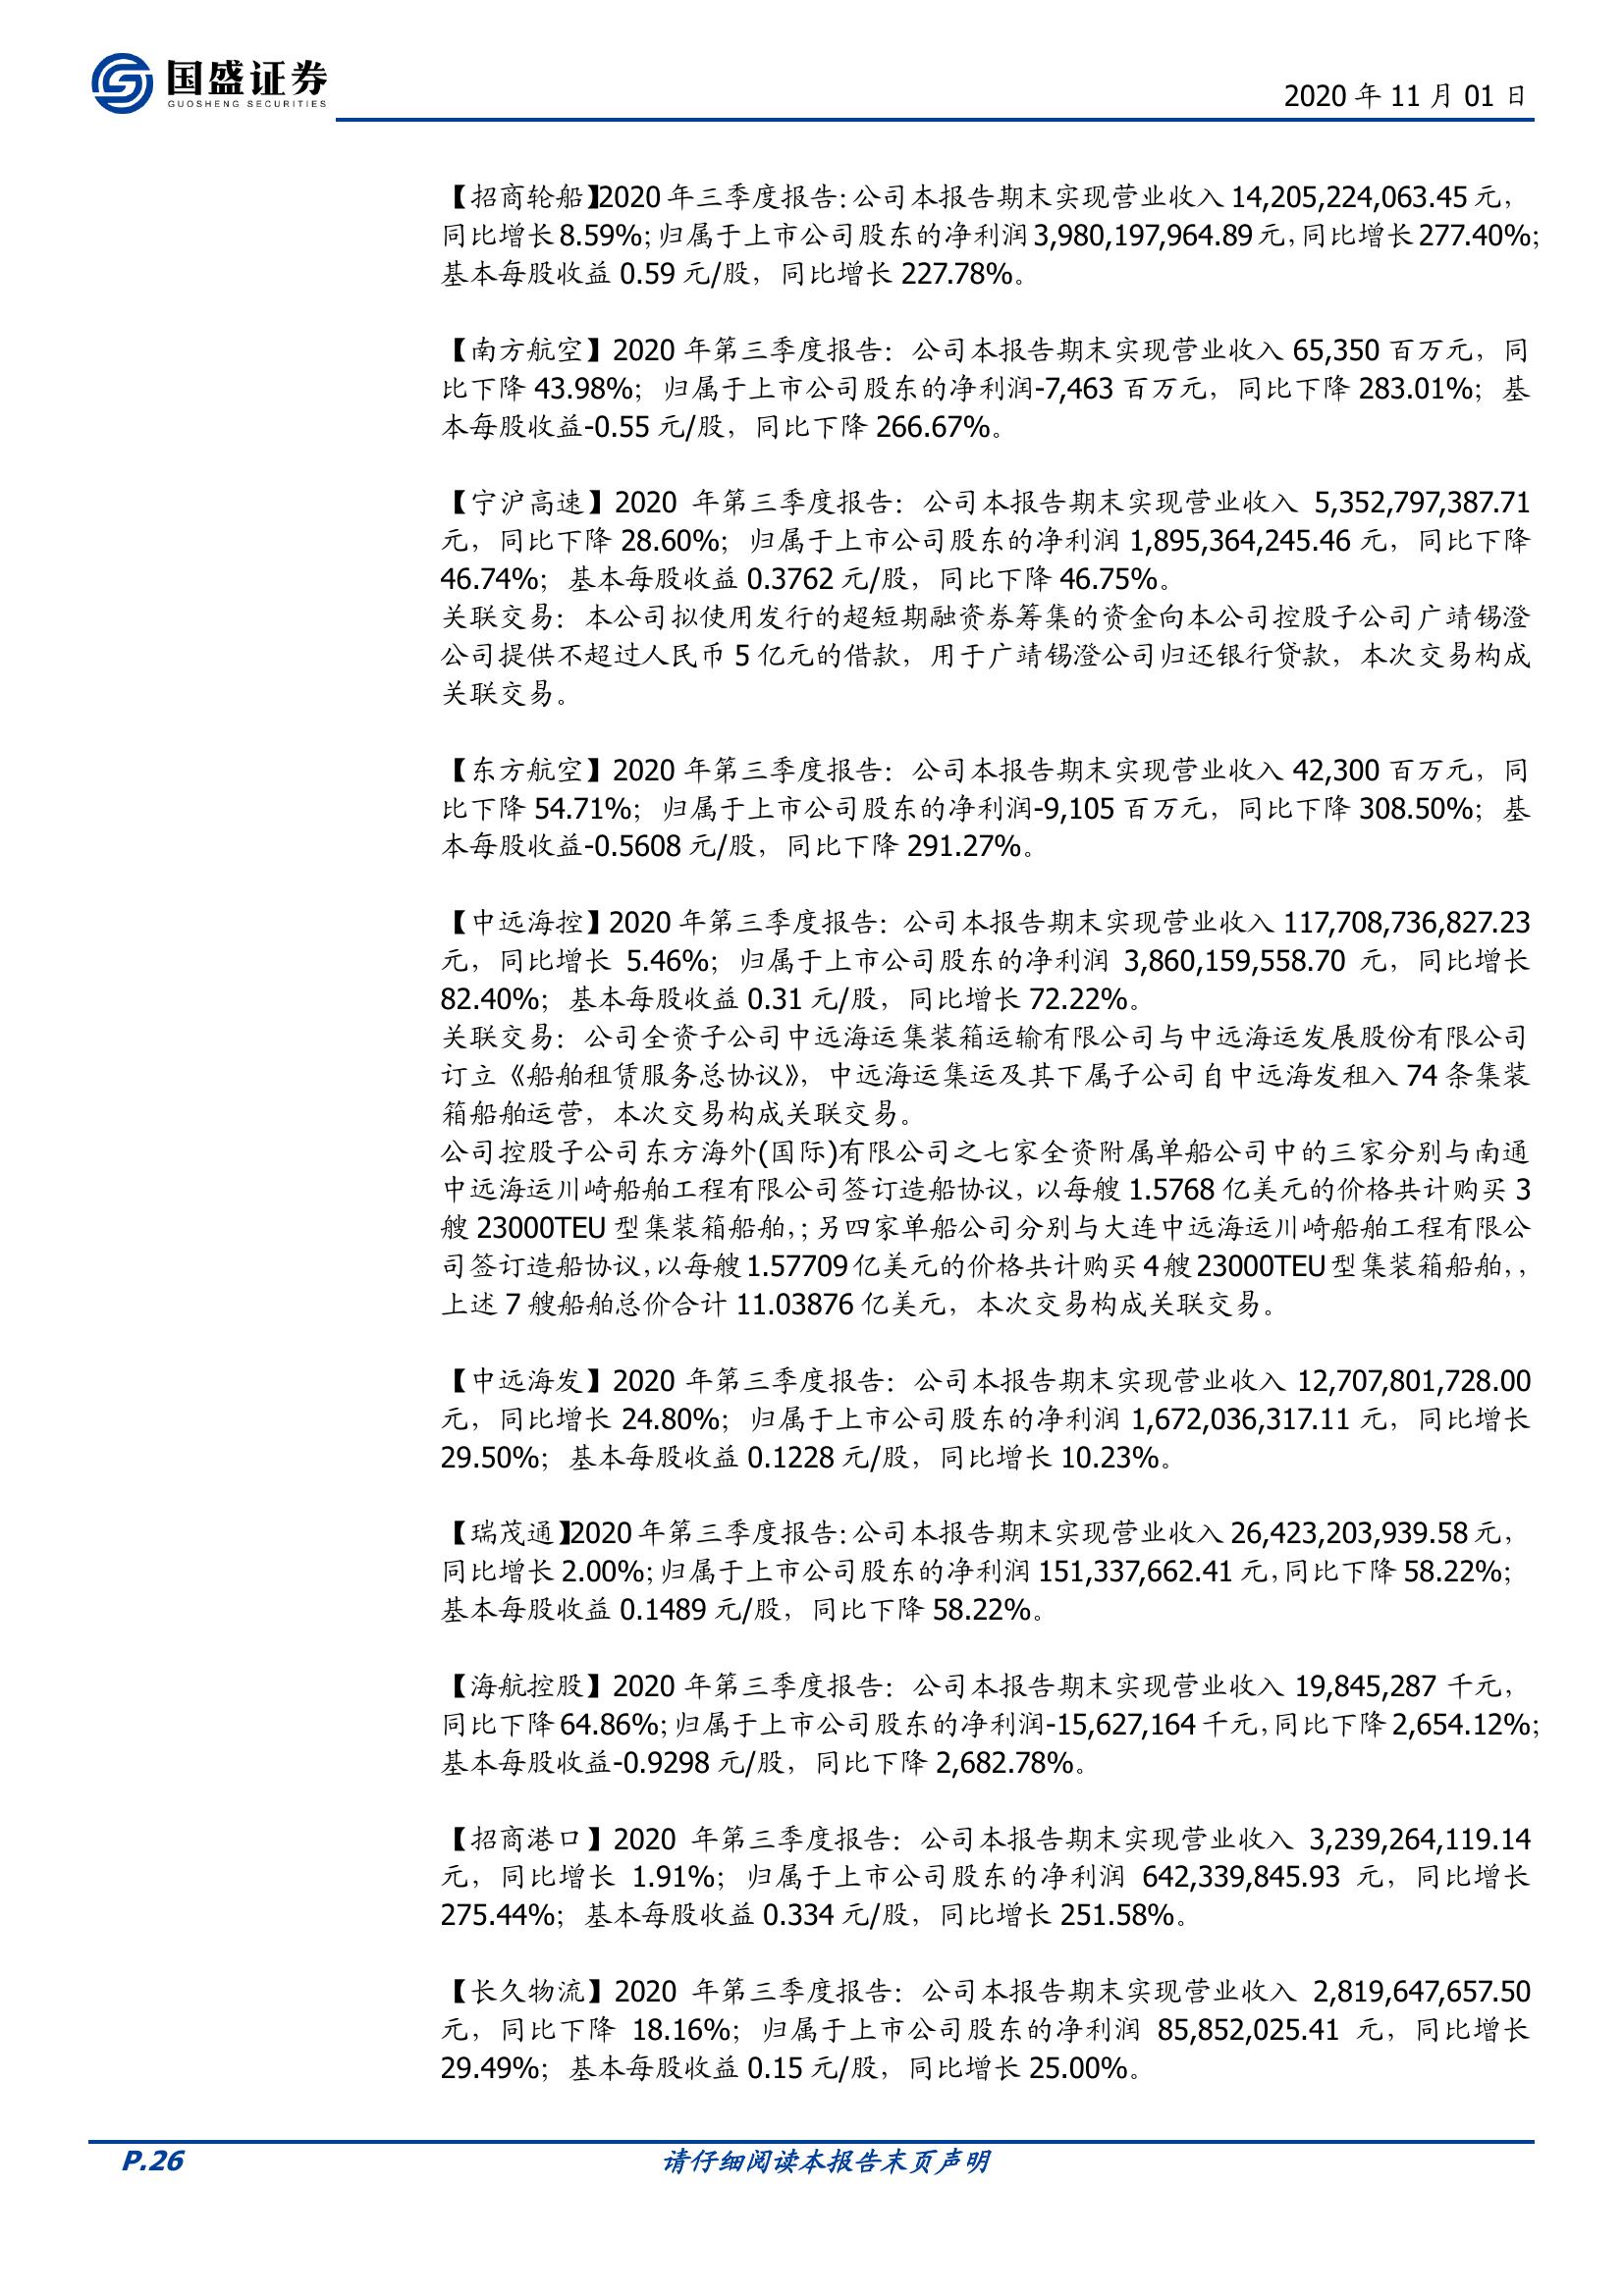 国盛证券
GUOSHENG SECURITIES
2020 年 11 月 01 日
【招商轮船】2020 年三季度报告：公司本报告期末实现营业收入 14,205,224,063.45 元，
同比增长 8.59%；归属于上市公司股东的净利润 3,980,197,964.89 元，同比增长 277.40%；
基本每股收益 0.59 元/股，同比增长 227.78%。
【南方航空】2020 年第三季度报告：公司本报告期末实现营业收入 65,350 百万元，同
比下降 43.98%；归属于上市公司股东的净利润-7,463 百万元，同比下降 283.01%；基
本每股收益-0.55 元/股，同比下降 266.67%。
【宁沪高速】2020 年第三季度报告：公司本报告期末实现营业收入 5,352,797,387.71
元，同比下降 28.60%；归属于上市公司股东的净利润 1,895,364,245.46 元，同比下降
46.74%；基本每股收益 0.3762 元/股，同比下降 46.75%。
关联交易：本公司拟使用发行的超短期融资券筹集的资金向本公司控股子公司广靖锡澄
公司提供不超过人民币 5 亿元的借款，用于广靖锡澄公司归还银行贷款，本次交易构成
关联交易。
【东方航空】2020 年第三季度报告：公司本报告期末实现营业收入 42,300 百万元，同
比下降 54.71%；归属于上市公司股东的净利润-9,105 百万元，同比下降 308.50%；基
本每股收益-0.5608 元/股，同比下降 291.27%。
【中远海控】2020 年第三季度报告：公司本报告期末实现营业收入 117,708,736,827.23
元，同比增长 5.46%；归属于上市公司股东的净利润 3,860,159,558.70 元，同比增长
82.40%；基本每股收益 0.31 元/股，同比增长 72.22%。
关联交易：公司全资子公司中远海运集装箱运输有限公司与中远海运发展股份有限公司
订立《船舶租赁服务总协议》，中远海运集运及其下属子公司自中远海发租入 74 条集装
箱船舶运营，本次交易构成关联交易。
公司控股子公司东方海外(国际)有限公司之七家全资附属单船公司中的三家分别与南通
中远海运川崎船舶工程有限公司签订造船协议，以每艘 1.5768 亿美元的价格共计购买 3
艘 23000TEU 型集装箱船舶，；另四家单船公司分别与大连中远海运川崎船舶工程有限公
司签订造船协议，以每艘 1.57709 亿美元的价格共计购买 4 艘 23000TEU 型集装箱船舶，，
上述 7 艘船舶总价合计 11.03876 亿美元，本次交易构成关联交易。
【中远海发】2020 年第三季度报告：公司本报告期末实现营业收入 12,707,801,728.00
元，同比增长 24.80%；归属于上市公司股东的净利润 1,672,036,317.11 元，同比增长
29.50%；基本每股收益 0.1228 元/股，同比增长 10.23%。
【瑞茂通】2020 年第三季度报告：公司本报告期末实现营业收入 26,423,203,939.58 元，
同比增长 2.00%；归属于上市公司股东的净利润 151,337,662.41 元，同比下降 58.22%；
基本每股收益 0.1489 元/股，同比下降 58.22%。
【海航控股】2020 年第三季度报告：公司本报告期末实现营业收入 19,845,287 千元，
同比下降 64.86%；归属于上市公司股东的净利润-15,627,164 千元，同比下降 2,654.12%；
基本每股收益-0.9298 元/股，同比下降 2,682.78%。
【招商港口】2020 年第三季度报告：公司本报告期末实现营业收入 3,239,264,119.14
元，同比增长 1.91%；归属于上市公司股东的净利润 642,339,845.93 元，同比增长
275.44%；基本每股收益 0.334 元/股，同比增长 251.58%。
【长久物流】2020 年第三季度报告：公司本报告期末实现营业收入 2,819,647,657.50
元，同比下降 18.16%；归属于上市公司股东的净利润 85,852,025.41 元，同比增长
29.49%；基本每股收益 0.15 元/股，同比增长 25.00%。
P.26
请仔细阅读本报告末页声明